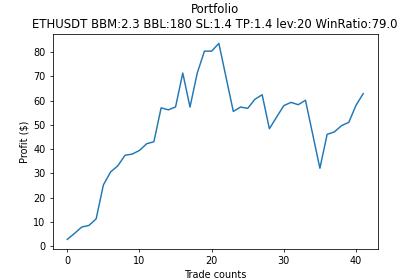 Portfolio
ETHUSDT BBM:2.3 BBL:180 SL:1.4 TP:1.4 lev:20 WinRatio:79.0
80
70
60
50
40
30
20
10
0
Profit ($)
0 10 20 30 40
Trade counts